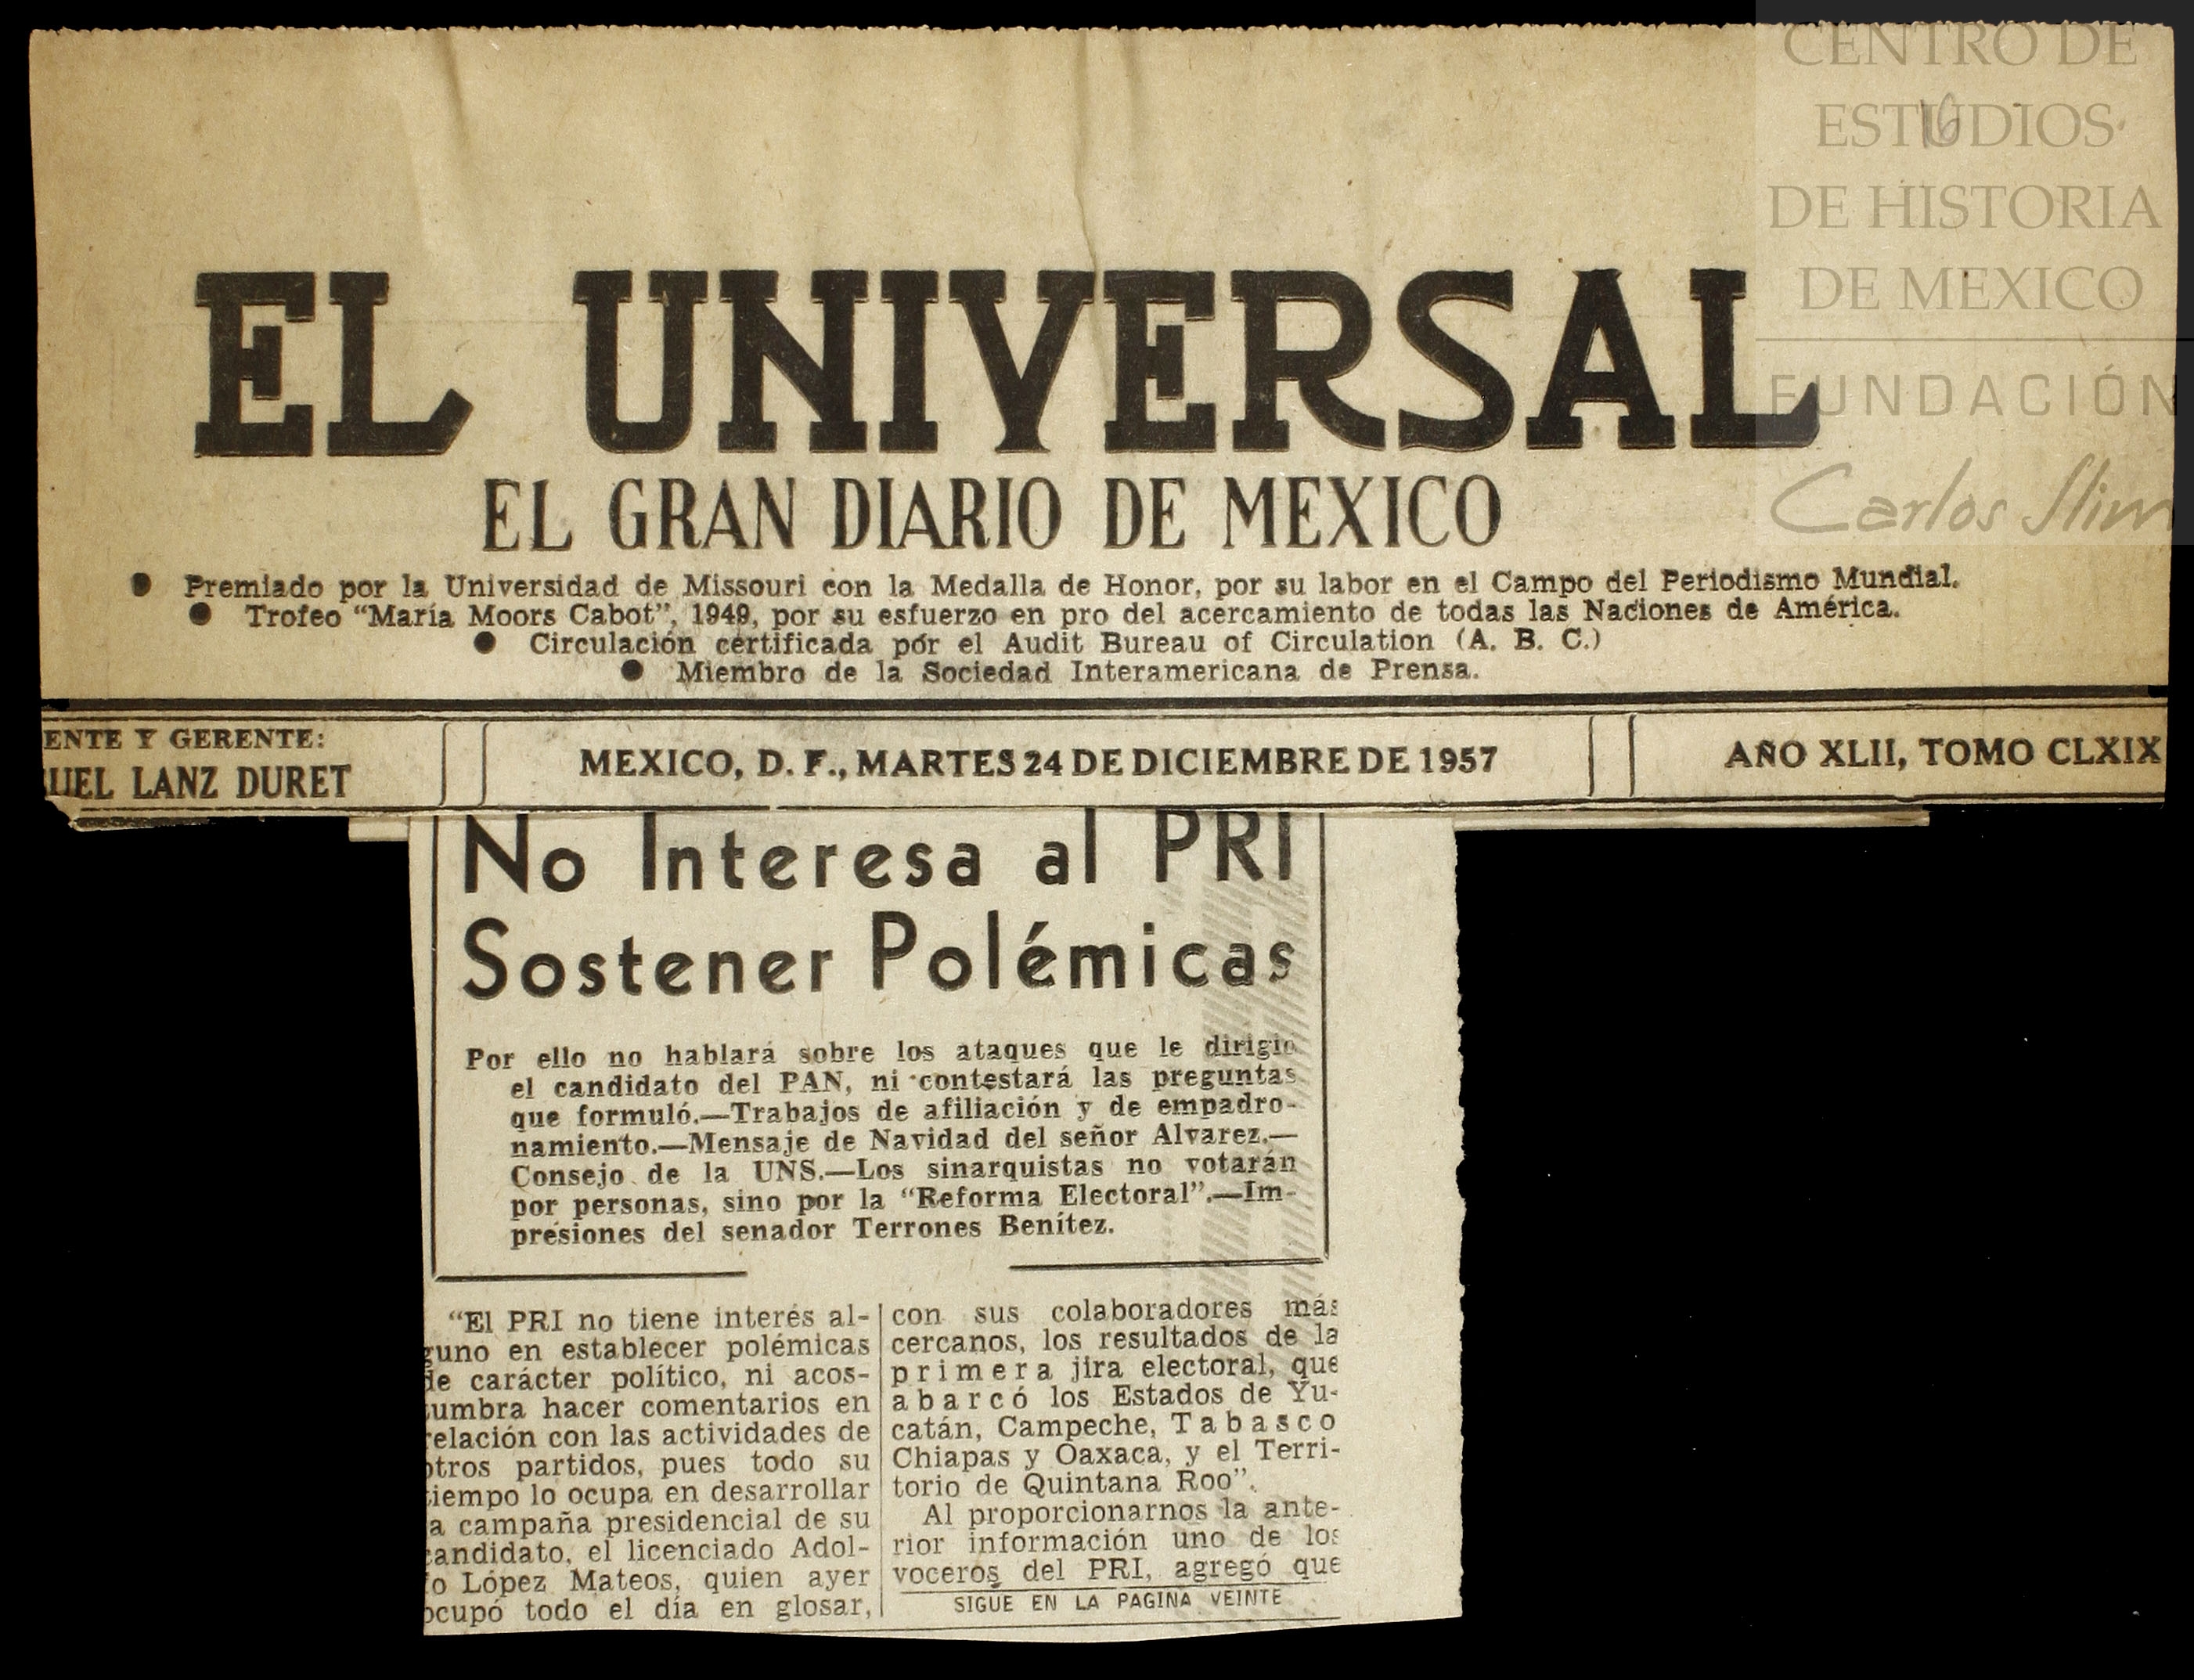 CENTRO DE
ESTUDIOS
DE HISTORIA
DE MEXICO
FUNDACIÓN
Carlos Slim
16
EL UNIVERSAL
EL GRAN DIARIO DE MEXICO
● Premiado por la Universidad de Missouri con la Medalla de Honor, por su labor en el Campo del Periodismo Mundial.
● Trofeo “María Moors Cabot”, 1949, por su esfuerzo en pro del acercamiento de todas las Naciones de América.
● Circulación certificada pór el Audit Bureau of Circulation (A. B. C.)
● Miembro de la Sociedad Interamericana de Prensa.
ENTE Y GERENTE:
UEL LANZ DURET
MEXICO, D. F., MARTES 24 DE DICIEMBRE DE 1957
AÑO XLII, TOMO CLXIX
No Interesa al PRI
Sostener Polémicas
Por ello no hablará sobre los ataques que le dirigió
el candidato del PAN, ni contestará las preguntas
que formuló.—Trabajos de afiliación y de empadro-
namiento.—Mensaje de Navidad del señor Alvarez.—
Consejo de la UNS.—Los sinarquistas no votarán
por personas, sino por la “Reforma Electoral”.—Im-
presiones del senador Terrones Benítez.
“El PRI no tiene interés al-
guno en establecer polémicas
de carácter político, ni acos-
tumbra hacer comentarios en
relación con las actividades de
otros partidos, pues todo su
tiempo lo ocupa en desarrollar
a campaña presidencial de su
candidato, el licenciado Adol-
fo López Mateos, quien ayer
ocupó todo el día en glosar,
con sus colaboradores más
cercanos, los resultados de la
primera jira electoral, que
abarcó los Estados de Yu-
catán, Campeche, Tabasco
Chiapas y Oaxaca, y el Terri-
torio de Quintana Roo”.
Al proporcionarnos la ante-
rior información uno de los
voceros del PRI, agregó que
SIGUE EN LA PAGINA VEINTE